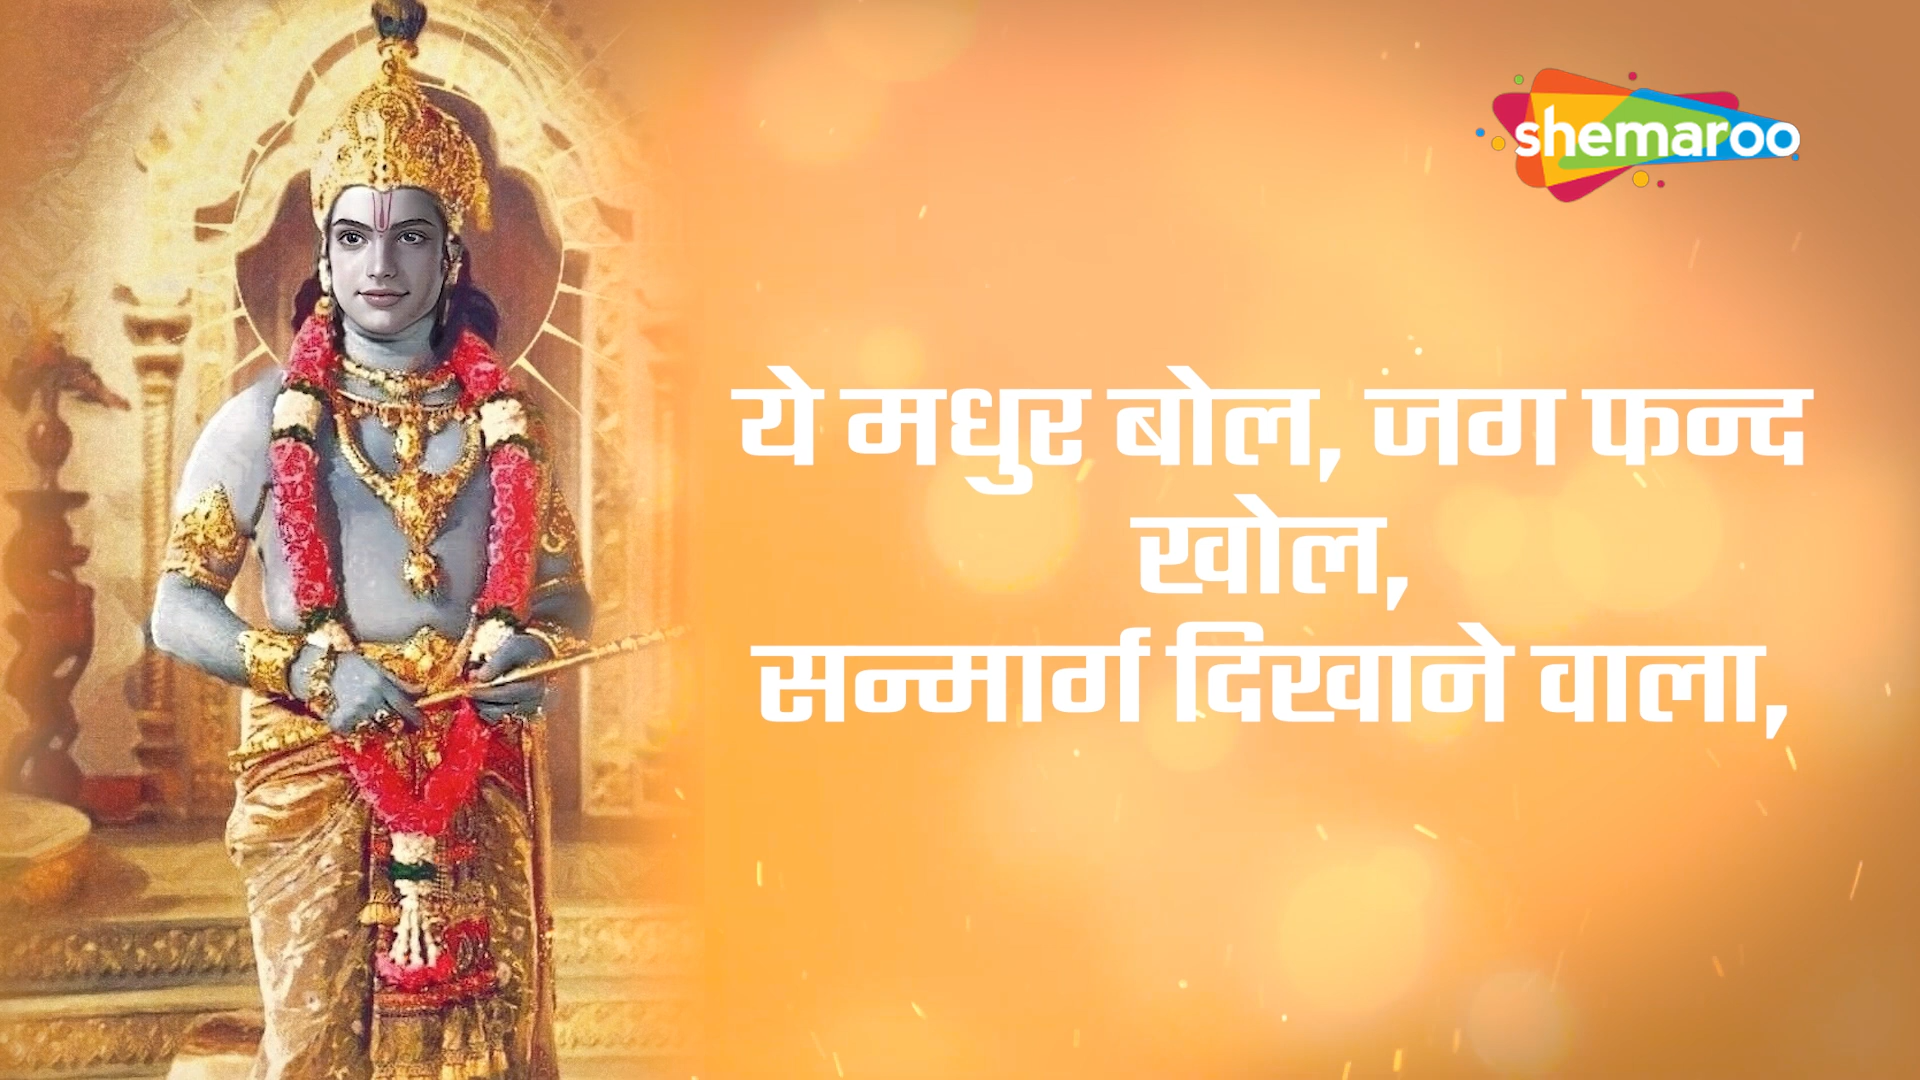 shemaroo
ये मधुर बोल, जग फन्द
खोल,
सन्मार्ग दिखाने वाला,